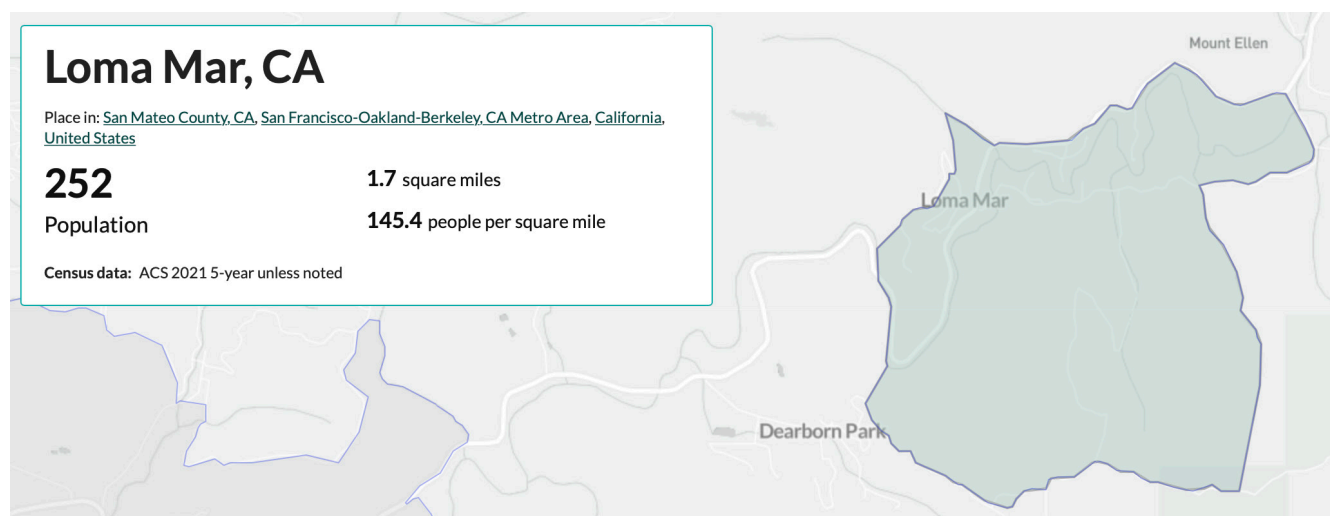 Loma Mar, CA
Place in: San Mateo County, CA, San Francisco-Oakland-Berkeley, CA Metro Area, California,
United States
252
Population
1.7 square miles
145.4 people per square mile
Census data: ACS 2021 5-year unless noted
Mount Ellen
Loma Mar
Dearborn Park